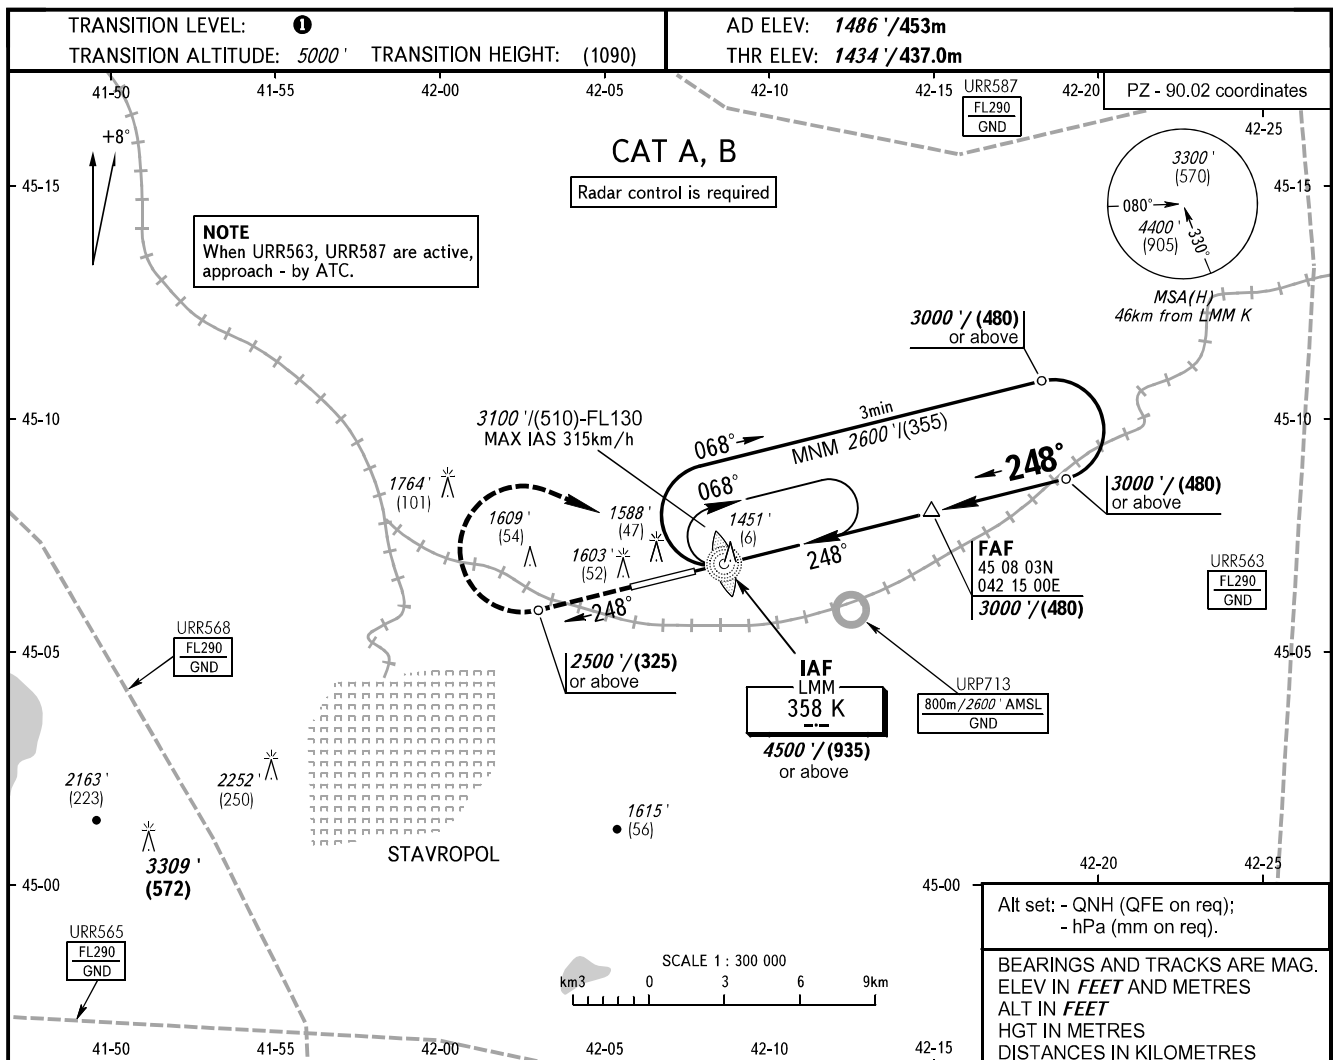 TRANSITION LEVEL: 1
TRANSITION ALTITUDE: 5000 ' TRANSITION HEIGHT: (1090)
AD ELEV: 1486 '/453m
THR ELEV: 1434 '/437.0m
41-50 41-55 42-00 42-05 42-10 42-15 42-20
PZ - 90.02 coordinates
42-25
URR587
FL290
GND
+8°
CAT A, B
Radar control is required
45-15
45-15
3300 '
(570)
080°
4400 '
(905)
330°
MSA(H)
46km from LMM K
NOTE
When URR563, URR587 are active,
approach - by ATC.
3000 '/(480)
or above
45-10
45-10
3100 '/(510)-FL130
MAX IAS 315km/h
3min
MNM 2600 '/(355)
068°
068°
248°
3000 '/(480)
or above
1764 '
(101)
1609 '
(54)
1588 '
(47)
1603 '
(52)
1451 '
(6)
248°
248°
FAF
45 08 03N
042 15 00E
3000 '/(480)
URR563
FL290
GND
URR568
FL290
GND
45-05
45-05
2500 '/(325)
or above
IAF
LMM
358 K
4500 '/(935)
or above
URP713
800m/2600 ' AMSL
GND
2163 '
(223)
2252 '
(250)
3309 '
(572)
1615 '
(56)
STAVROPOL
42-20 42-25
45-00
45-00
URR565
FL290
GND
SCALE 1 : 300 000
km3 0 3 6 9km
Alt set: - QNH (QFE on req);
- hPa (mm on req).
BEARINGS AND TRACKS ARE MAG.
ELEV IN FEET AND METRES
ALT IN FEET
HGT IN METRES
DISTANCES IN KILOMETRES
41-50 41-55 42-00 42-05 42-10 42-15